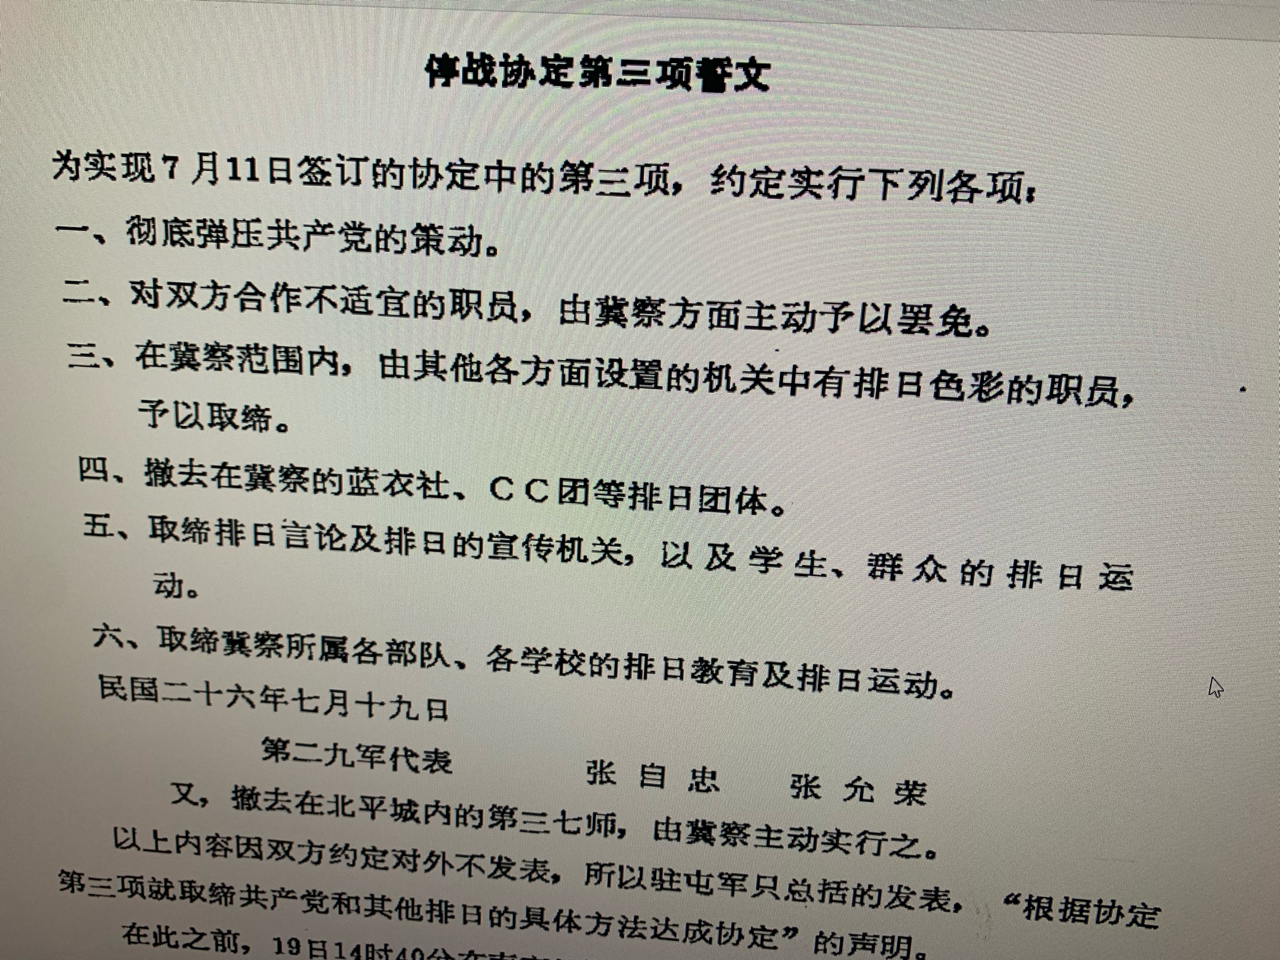 停战协定第三项誓文
为实现7月11日签订的协定中的第三项，约定实行下列各项：
一、彻底弹压共产党的策动。
二、对双方合作不适宜的职员，由冀察方面主动予以罢免。
三、在冀察范围内，由其他各方面设置的机关中有排日色彩的职员，
予以取缔。
四、撤去在冀察的蓝衣社、CC团等排日团体。
五、取缔排日言论及排日的宣传机关，以及学生、群众的排日运
动。
六、取缔冀察所属各部队、各学校的排日教育及排日运动。
民国二十六年七月十九日
第二九军代表 张自忠 张允荣
又，撤去在北平城内的第三七师，由冀察主动实行之。
以上内容因双方约定对外不发表，所以驻屯军只总括的发表，“根据协定
第三项就取缔共产党和其他排日的具体方法达成协定”的声明。
在此之前，19日14时40分在南